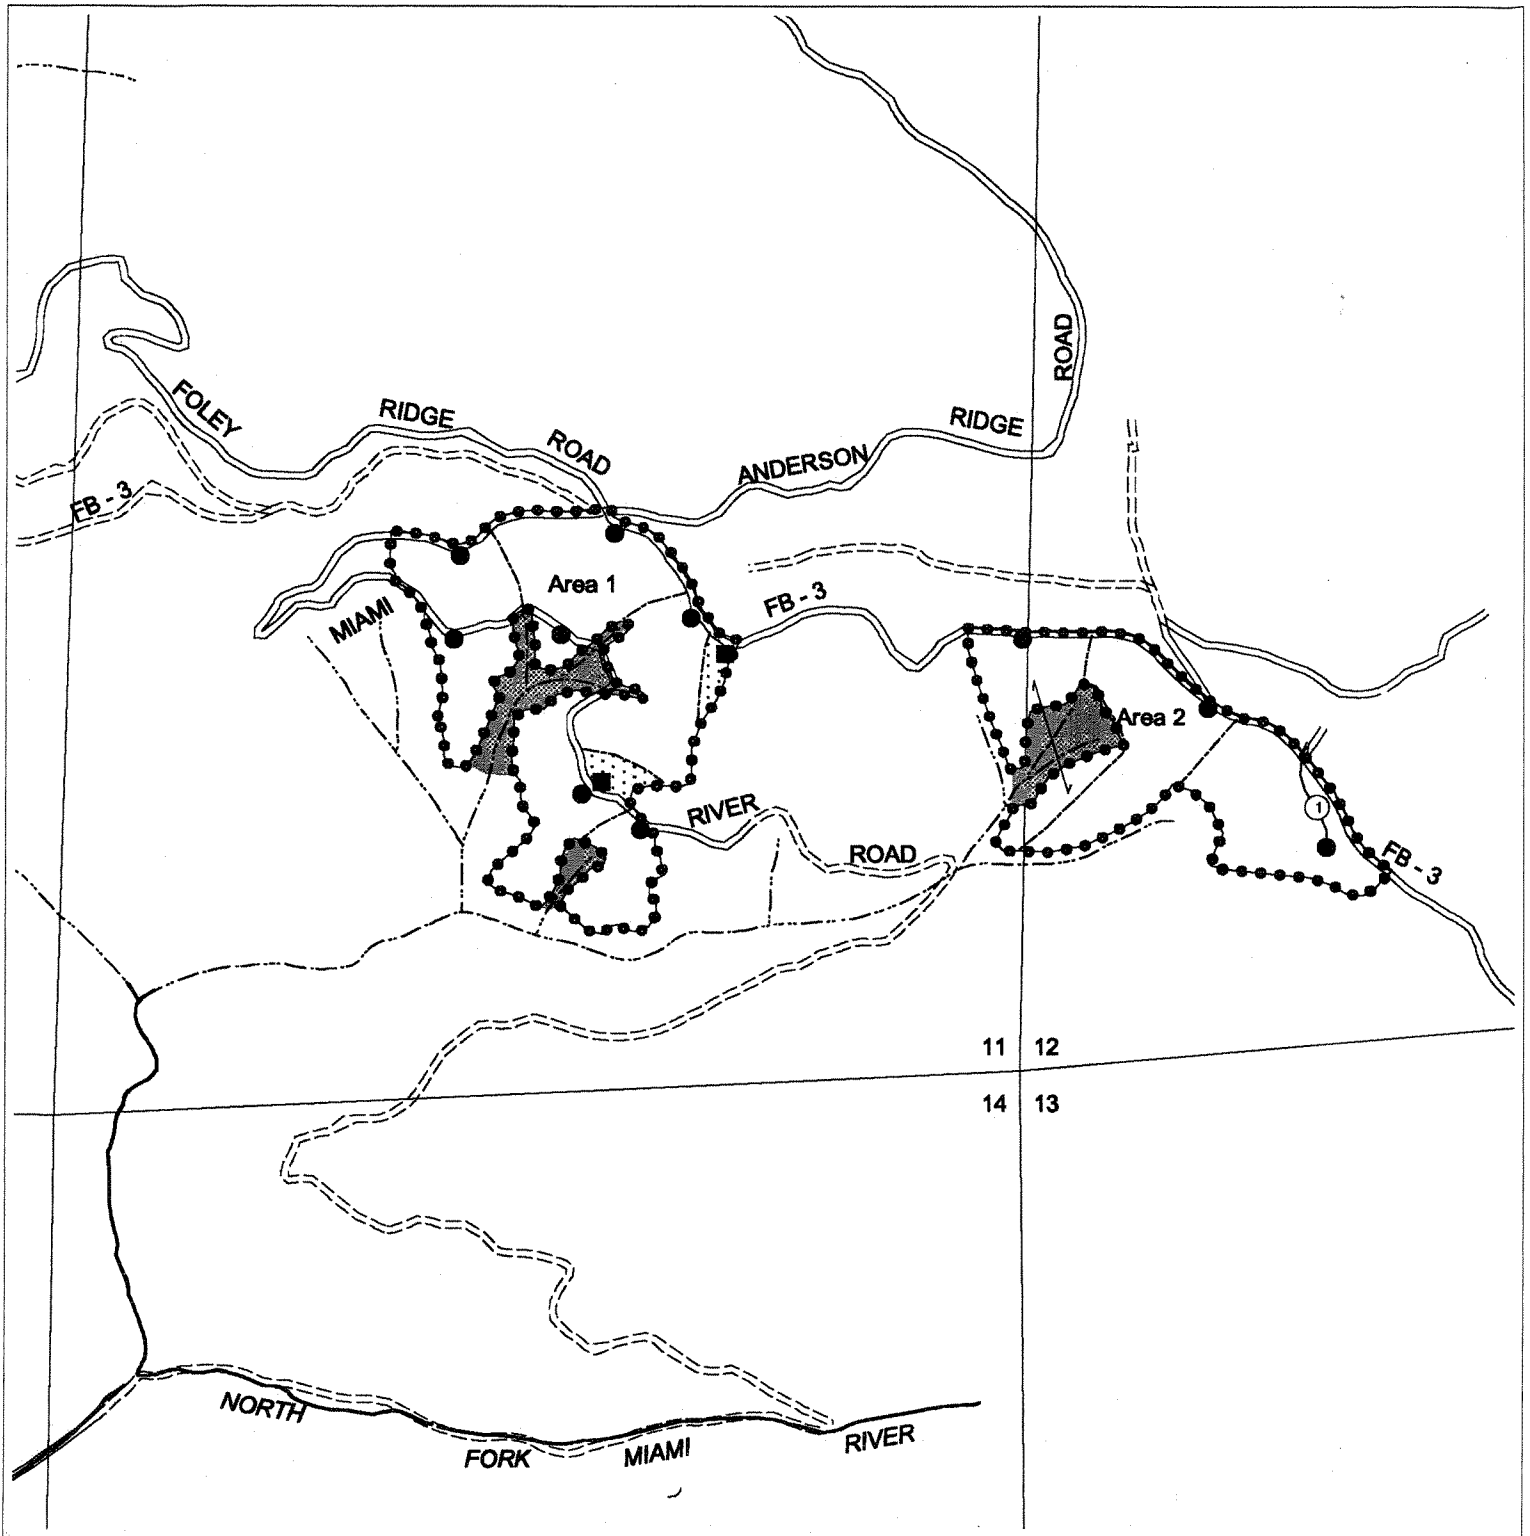 ROAD
FOLEY RIDGE ROAD
ANDERSON RIDGE
FB - 3
Area 1
FB - 3
MIAMI
Area 2
1
RIVER
ROAD
FB - 3
11 12
14 13
NORTH FORK MIAMI RIVER